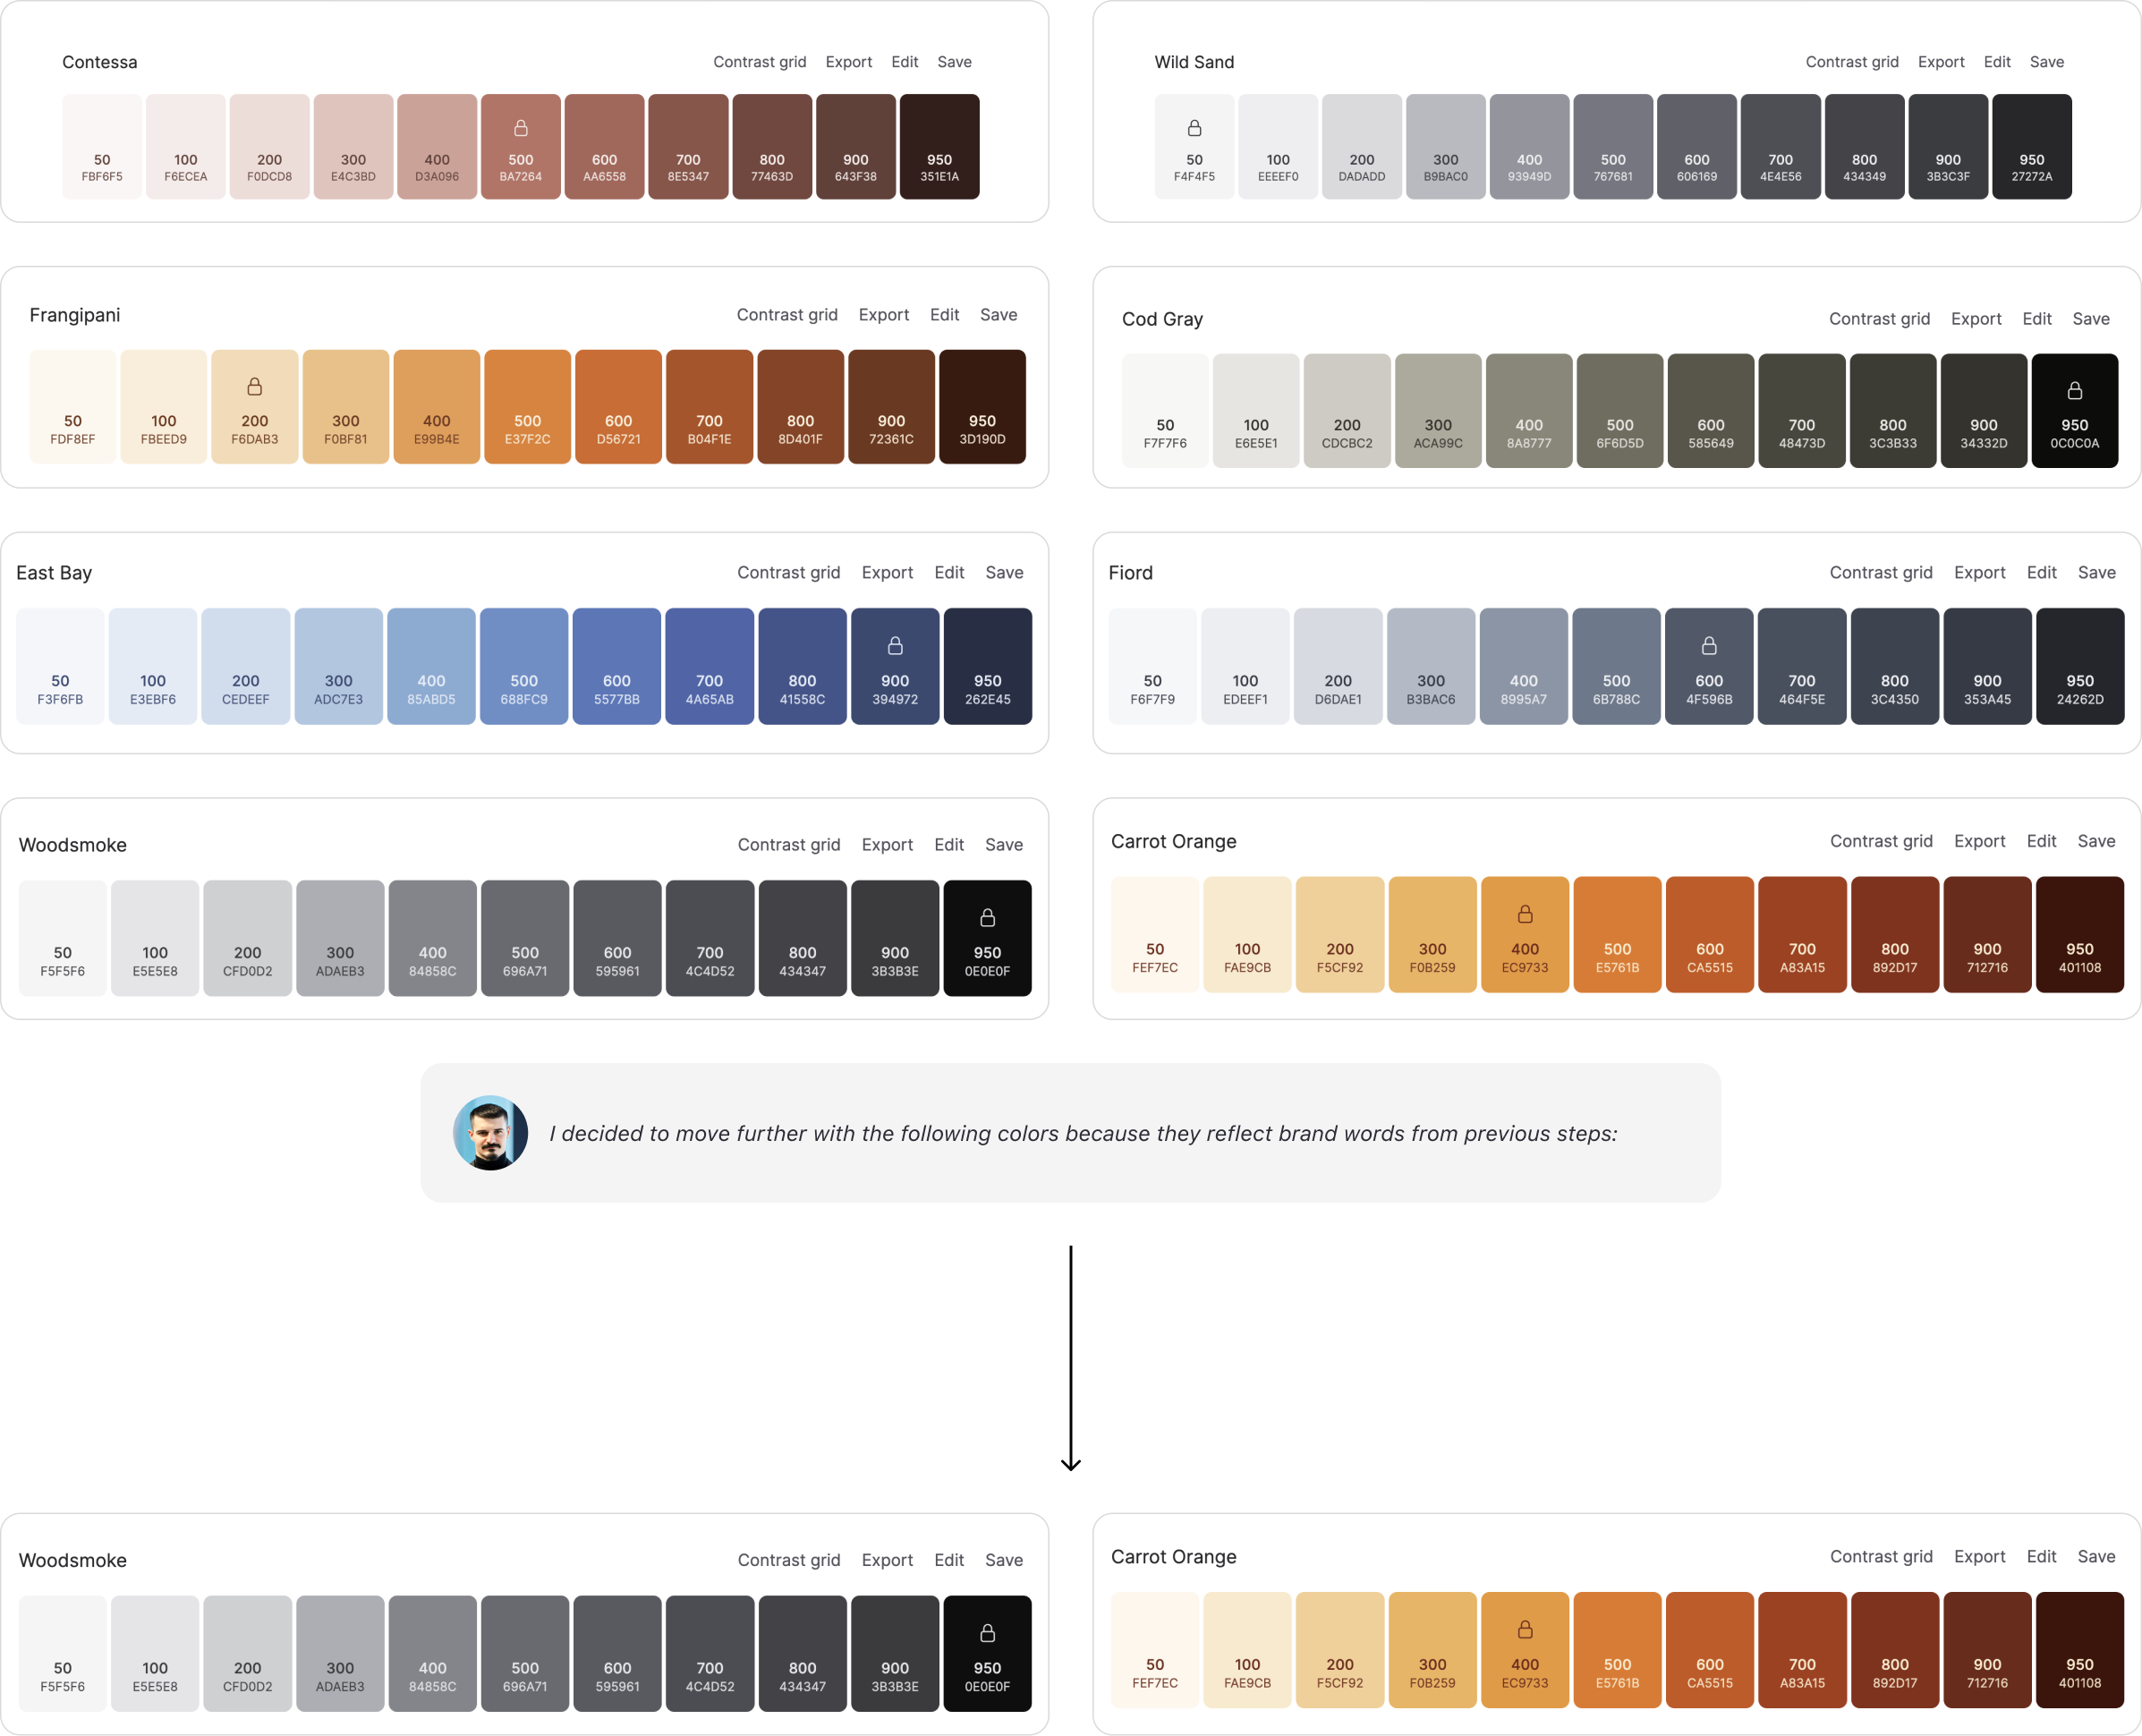 Contessa
Contrast grid Export Edit Save
50 100 200 300 400 500 600 700 800 900 950
FBF6F5 F6ECEA F0DCD8 E4C3BD D3A096 BA7264 AA6558 8E5347 77463D 643F38 351E1A
Wild Sand
Contrast grid Export Edit Save
50 100 200 300 400 500 600 700 800 900 950
F4F4F5 EEEEF0 DADADD B9BAC0 93949D 767681 606169 4E4E56 434349 3B3C3F 27272A
Frangipani
Contrast grid Export Edit Save
50 100 200 300 400 500 600 700 800 900 950
FDF8EF FBEED9 F6DAB3 F0BF81 E99B4E E37F2C D56721 B04F1E 8D401F 72361C 3D190D
Cod Gray
Contrast grid Export Edit Save
50 100 200 300 400 500 600 700 800 900 950
F7F7F6 E6E5E1 CDCBC2 ACA99C 8A8777 6F6D5D 585649 48473D 3C3B33 34332D 0C0C0A
East Bay
Contrast grid Export Edit Save
50 100 200 300 400 500 600 700 800 900 950
F3F6FB E3EBF6 CEDEEF ADC7E3 85ABD5 688FC9 5577BB 4A65AB 41558C 394972 262E45
Fiord
Contrast grid Export Edit Save
50 100 200 300 400 500 600 700 800 900 950
F6F7F9 EDEEF1 D6DAE1 B3BAC6 8995A7 6B788C 4F596B 464F5E 3C4350 353A45 24262D
Woodsmoke
Contrast grid Export Edit Save
50 100 200 300 400 500 600 700 800 900 950
F5F5F6 E5E5E8 CFD0D2 ADAEB3 84858C 696A71 595961 4C4D52 434347 3B3B3E 0E0E0F
Carrot Orange
Contrast grid Export Edit Save
50 100 200 300 400 500 600 700 800 900 950
FEF7EC FAE9CB F5CF92 F0B259 EC9733 E5761B CA5515 A83A15 892D17 712716 401108
I decided to move further with the following colors because they reflect brand words from previous steps:
Woodsmoke
Contrast grid Export Edit Save
50 100 200 300 400 500 600 700 800 900 950
F5F5F6 E5E5E8 CFD0D2 ADAEB3 84858C 696A71 595961 4C4D52 434347 3B3B3E 0E0E0F
Carrot Orange
Contrast grid Export Edit Save
50 100 200 300 400 500 600 700 800 900 950
FEF7EC FAE9CB F5CF92 F0B259 EC9733 E5761B CA5515 A83A15 892D17 712716 401108